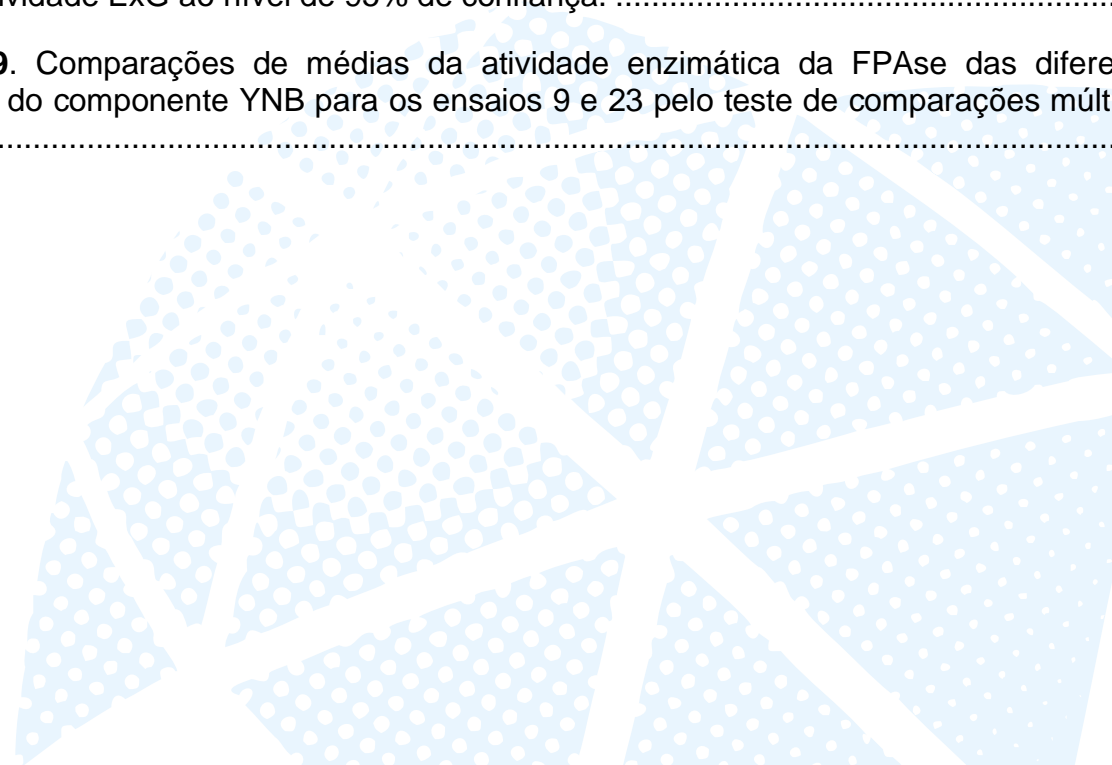 vidade ExG ao nível de 95% de confiança. ......................................................................
9. Comparações de médias da atividade enzimática da FPAse das difere
do componente YNB para os ensaios 9 e 23 pelo teste de comparações múlt
..........................................................................................................................................